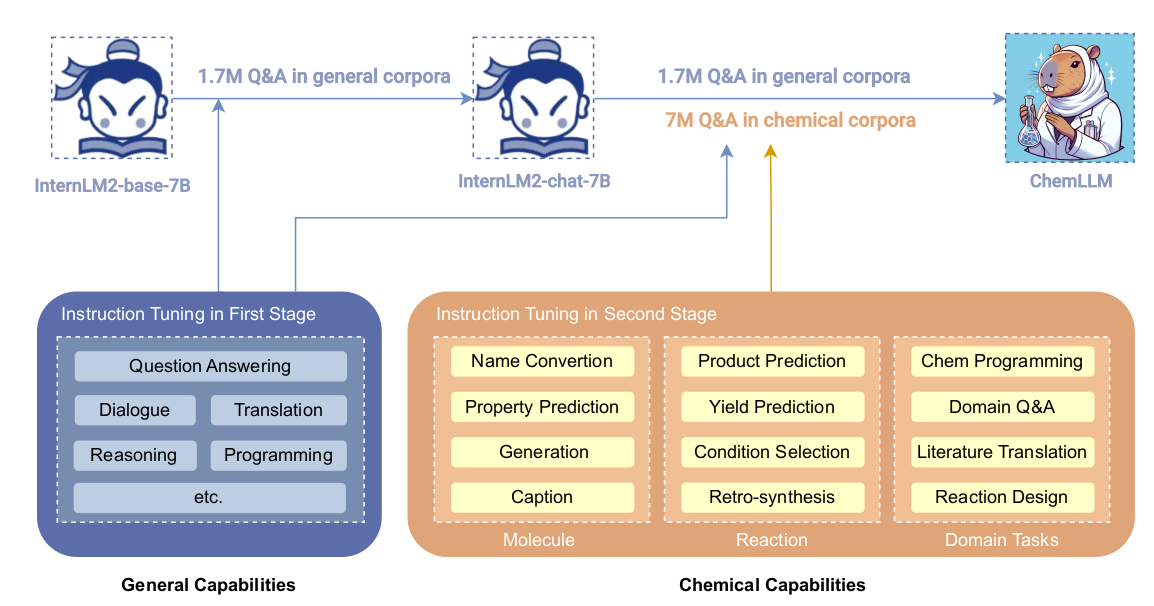 1.7M Q&A in general corpora
1.7M Q&A in general corpora
7M Q&A in chemical corpora
InternLM2-base-7B
InternLM2-chat-7B
ChemLLM
Instruction Tuning in First Stage
Question Answering
Dialogue
Translation
Reasoning
Programming
etc.
General Capabilities
Instruction Tuning in Second Stage
Name Convertion
Property Prediction
Generation
Caption
Molecule
Product Prediction
Yield Prediction
Condition Selection
Retro-synthesis
Reaction
Chem Programming
Domain Q&A
Literature Translation
Reaction Design
Domain Tasks
Chemical Capabilities